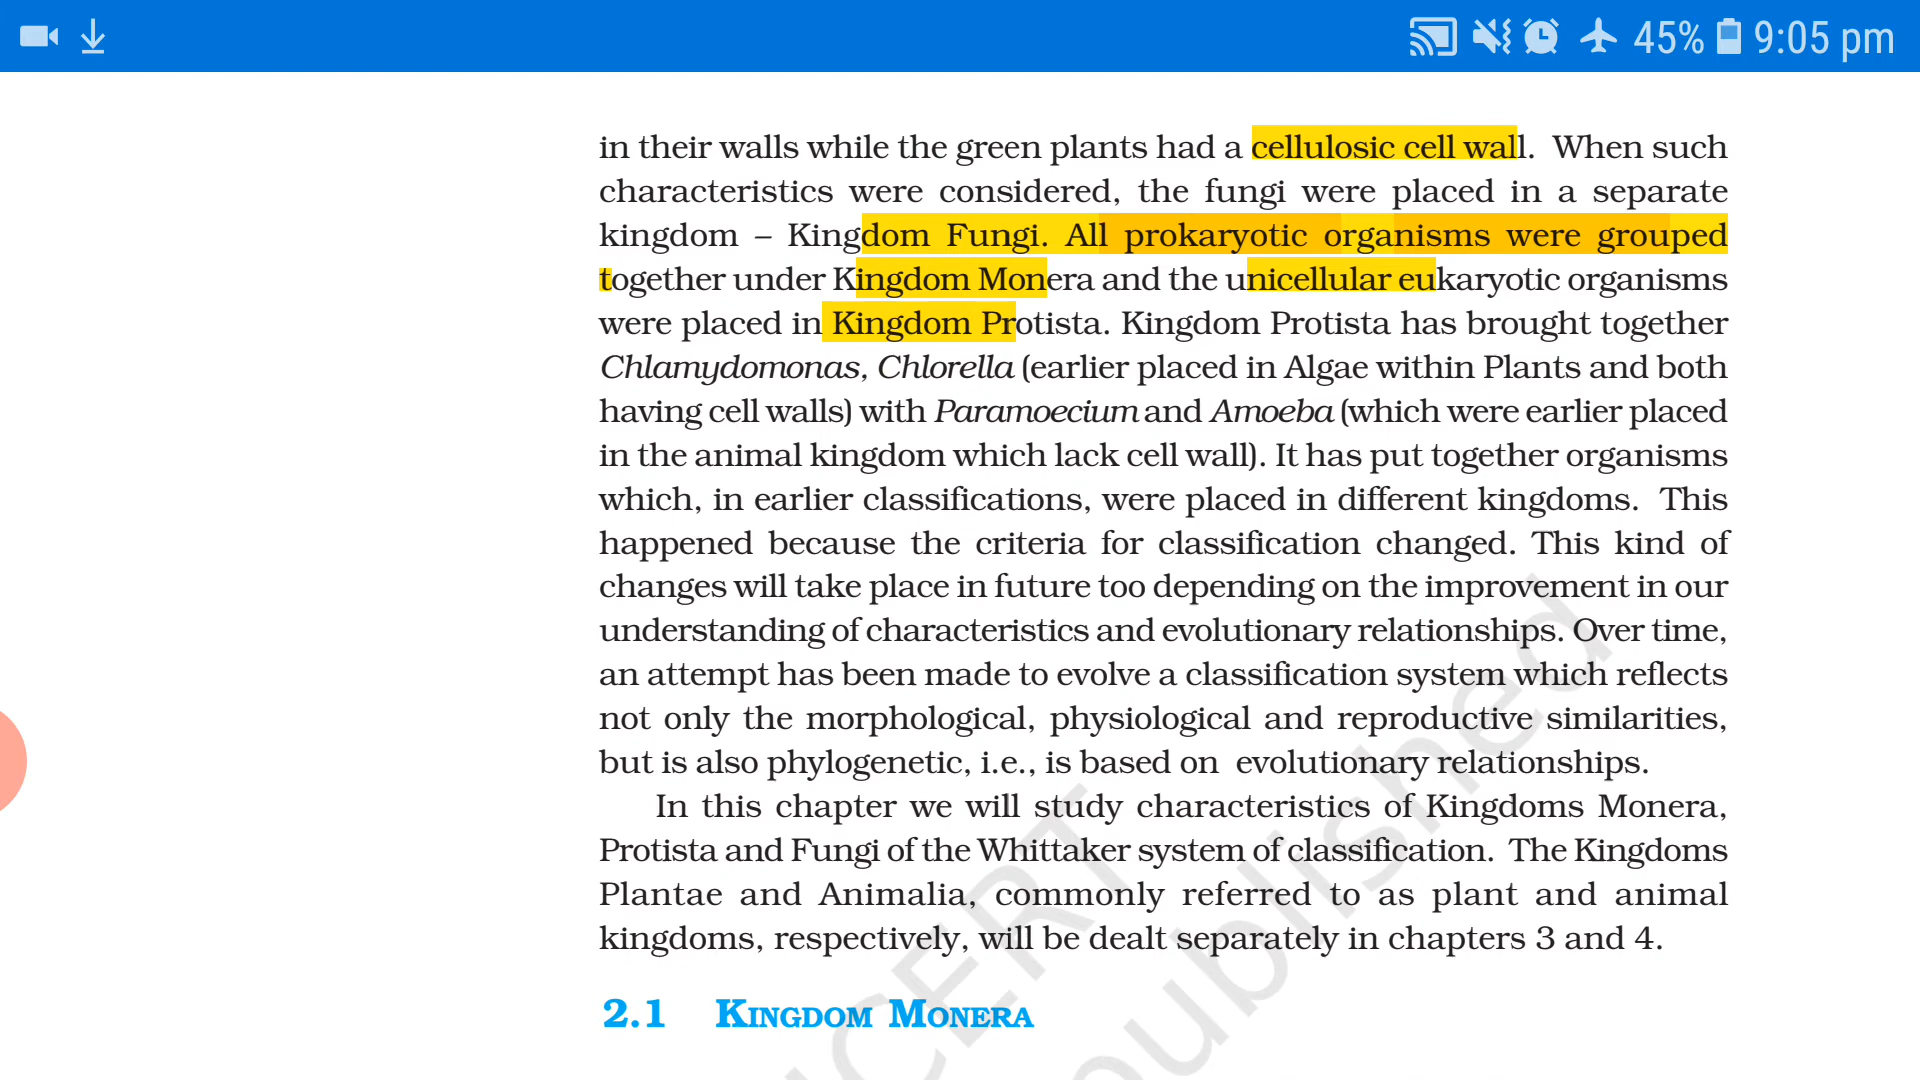 45% 9:05 pm
in their walls while the green plants had a cellulosic cell wall. When such
characteristics were considered, the fungi were placed in a separate
kingdom – Kingdom Fungi. All prokaryotic organisms were grouped
together under Kingdom Monera and the unicellular eukaryotic organisms
were placed in Kingdom Protista. Kingdom Protista has brought together
Chlamydomonas, Chlorella (earlier placed in Algae within Plants and both
having cell walls) with Paramoecium and Amoeba (which were earlier placed
in the animal kingdom which lack cell wall). It has put together organisms
which, in earlier classifications, were placed in different kingdoms. This
happened because the criteria for classification changed. This kind of
changes will take place in future too depending on the improvement in our
understanding of characteristics and evolutionary relationships. Over time,
an attempt has been made to evolve a classification system which reflects
not only the morphological, physiological and reproductive similarities,
but is also phylogenetic, i.e., is based on evolutionary relationships.
In this chapter we will study characteristics of Kingdoms Monera,
Protista and Fungi of the Whittaker system of classification. The Kingdoms
Plantae and Animalia, commonly referred to as plant and animal
kingdoms, respectively, will be dealt separately in chapters 3 and 4.
2.1 KINGDOM MONERA